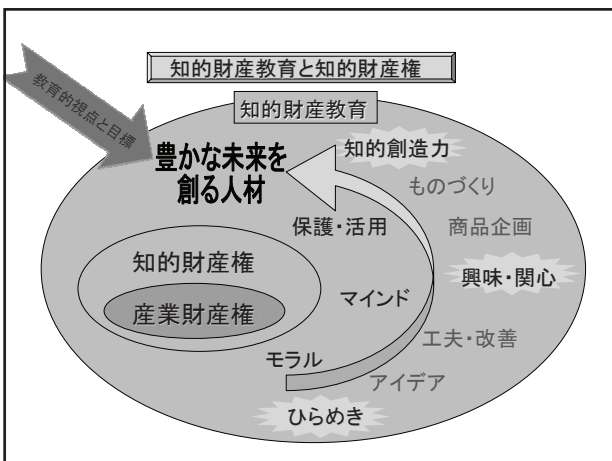 知的財産教育と知的財産権
教育的視点と目標
知的財産教育
豊かな未来を
創る人材
知的創造力
ものづくり
保護・活用
商品企画
知的財産権
興味・関心
産業財産権
マインド
工夫・改善
モラル
アイデア
ひらめき